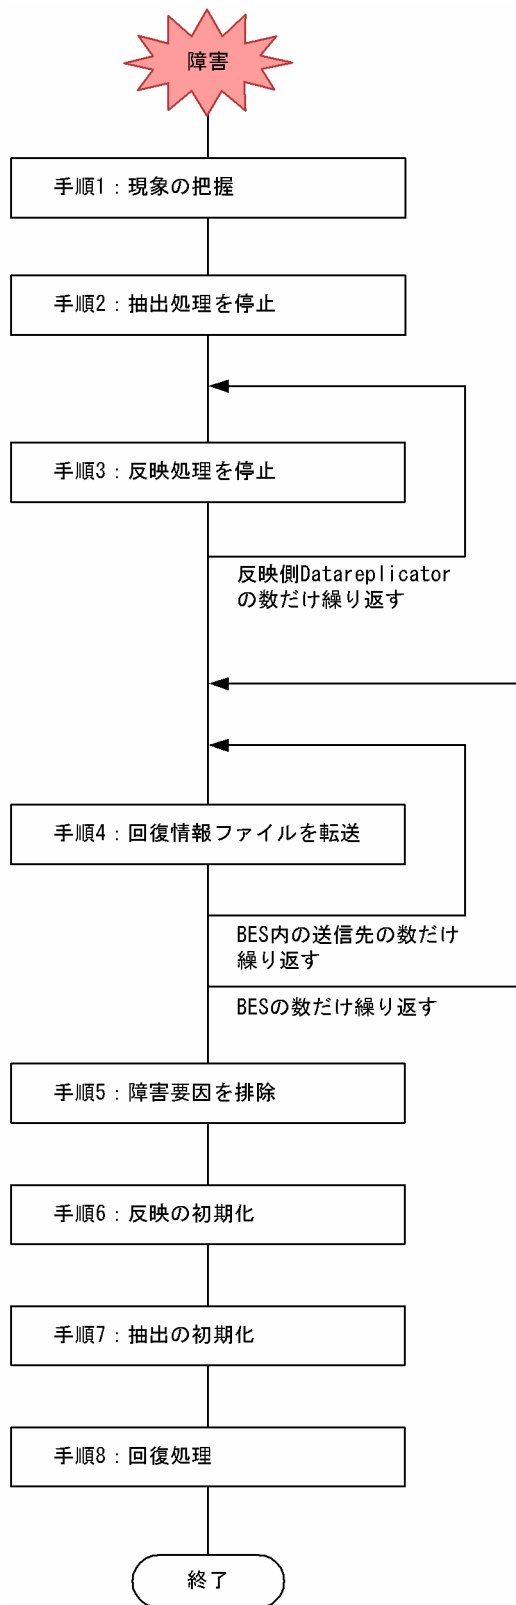 障害
手順1：現象の把握
手順2：抽出処理を停止
手順3：反映処理を停止
反映側Datareplicator
の数だけ繰り返す
手順4：回復情報ファイルを転送
BES内の送信先の数だけ
繰り返す
BESの数だけ繰り返す
手順5：障害要因を排除
手順6：反映の初期化
手順7：抽出の初期化
手順8：回復処理
終了